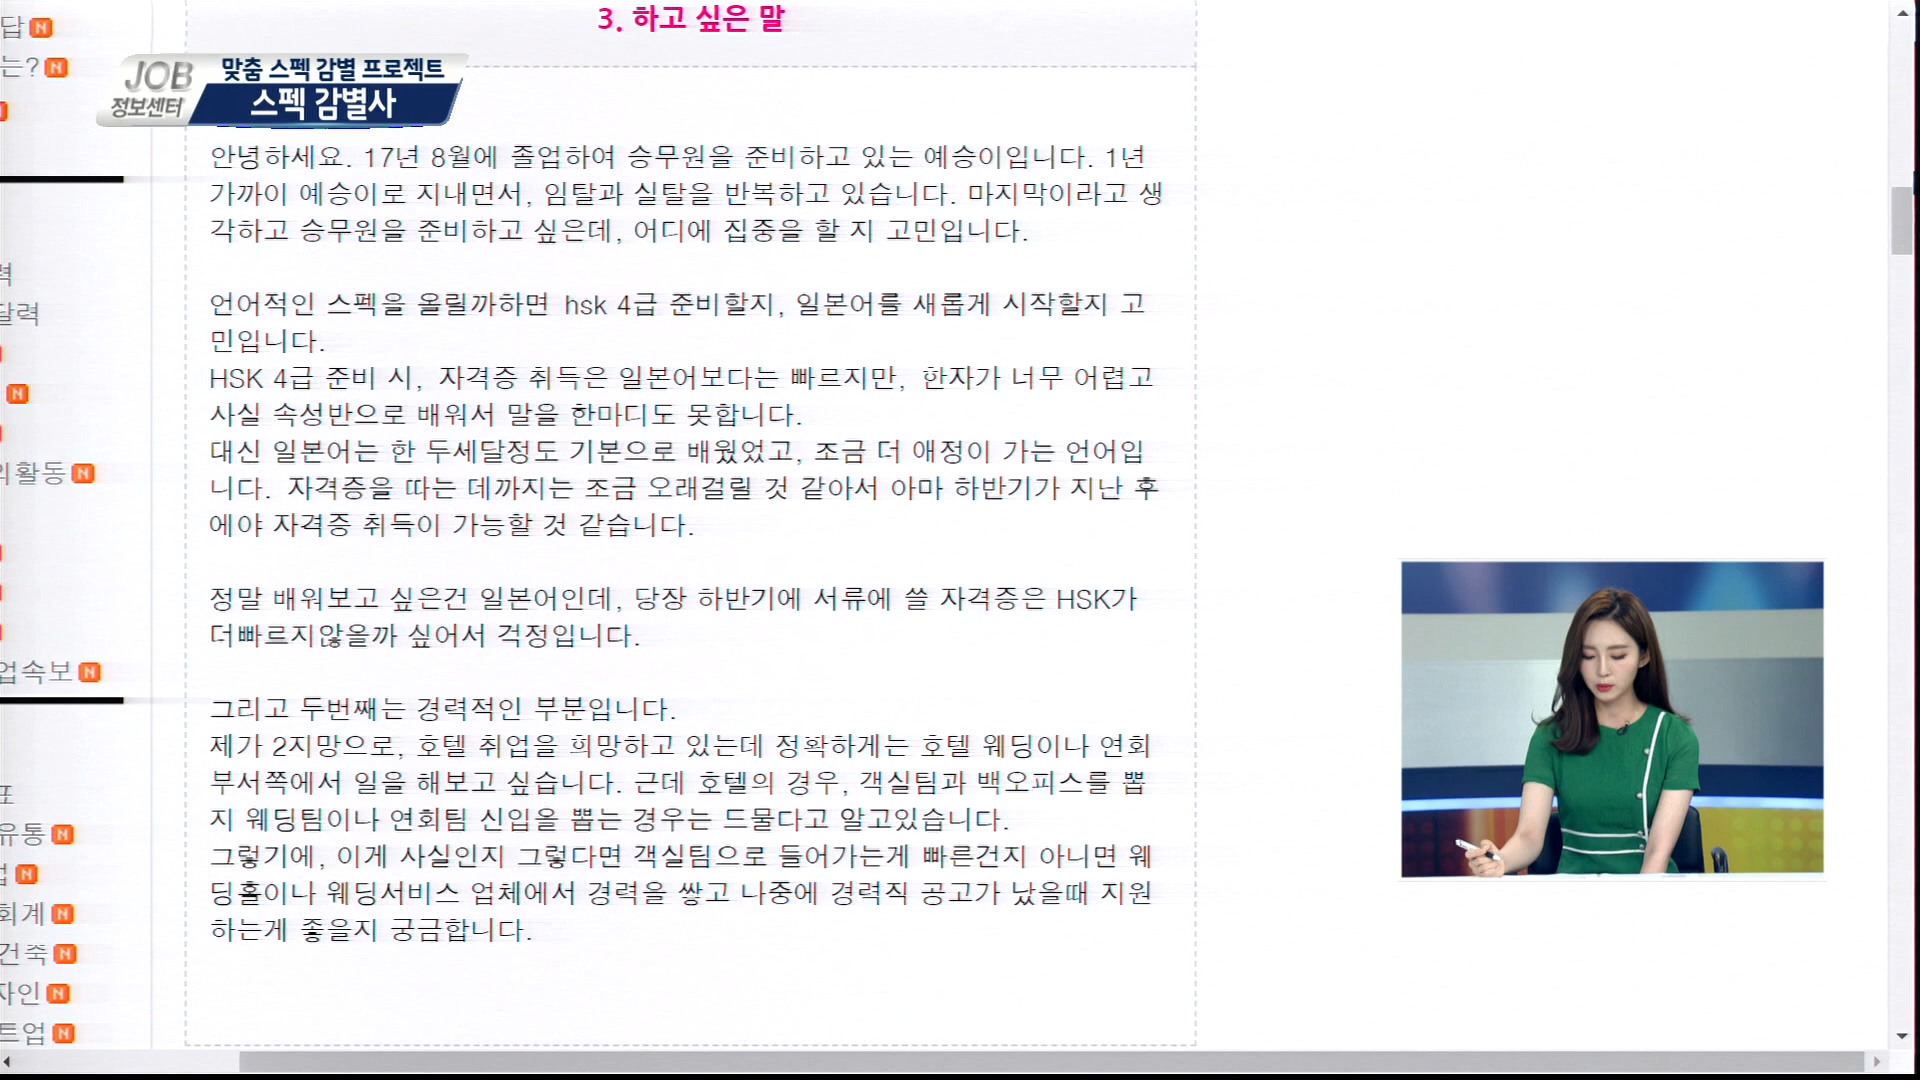 3. 하고 싶은 말
JOB
정보센터
맞춤 스펙 감별 프로젝트
스펙 감별사
안녕하세요. 17년 8월에 졸업하여 승무원을 준비하고 있는 예승이입니다. 1년
가까이 예승이로 지내면서, 임탈과 실탈을 반복하고 있습니다. 마지막이라고 생
각하고 승무원을 준비하고 싶은데, 어디에 집중을 할 지 고민입니다.
언어적인 스펙을 올릴까하면 hsk 4급 준비할지, 일본어를 새롭게 시작할지 고
민입니다.
HSK 4급 준비 시, 자격증 취득은 일본어보다는 빠르지만, 한자가 너무 어렵고
사실 속성반으로 배워서 말을 한마디도 못합니다.
대신 일본어는 한 두세달정도 기본으로 배웠었고, 조금 더 애정이 가는 언어입
니다. 자격증을 따는 데까지는 조금 오래걸릴 것 같아서 아마 하반기가 지난 후
에야 자격증 취득이 가능할 것 같습니다.
정말 배워보고 싶은건 일본어인데, 당장 하반기에 서류에 쓸 자격증은 HSK가
더빠르지않을까 싶어서 걱정입니다.
그리고 두번째는 경력적인 부분입니다.
제가 2지망으로, 호텔 취업을 희망하고 있는데 정확하게는 호텔 웨딩이나 연회
부서쪽에서 일을 해보고 싶습니다. 근데 호텔의 경우, 객실팀과 백오피스를 뽑
지 웨딩팀이나 연회팀 신입을 뽑는 경우는 드물다고 알고있습니다.
그렇기에, 이게 사실인지 그렇다면 객실팀으로 들어가는게 빠른건지 아니면 웨
딩홀이나 웨딩서비스 업체에서 경력을 쌓고 나중에 경력직 공고가 났을때 지원
하는게 좋을지 궁금합니다.
답 N
는? N
력
달력
N
의활동 N
업속보 N
표
유통 N
업 N
회계 N
건축 N
자인 N
트업 N